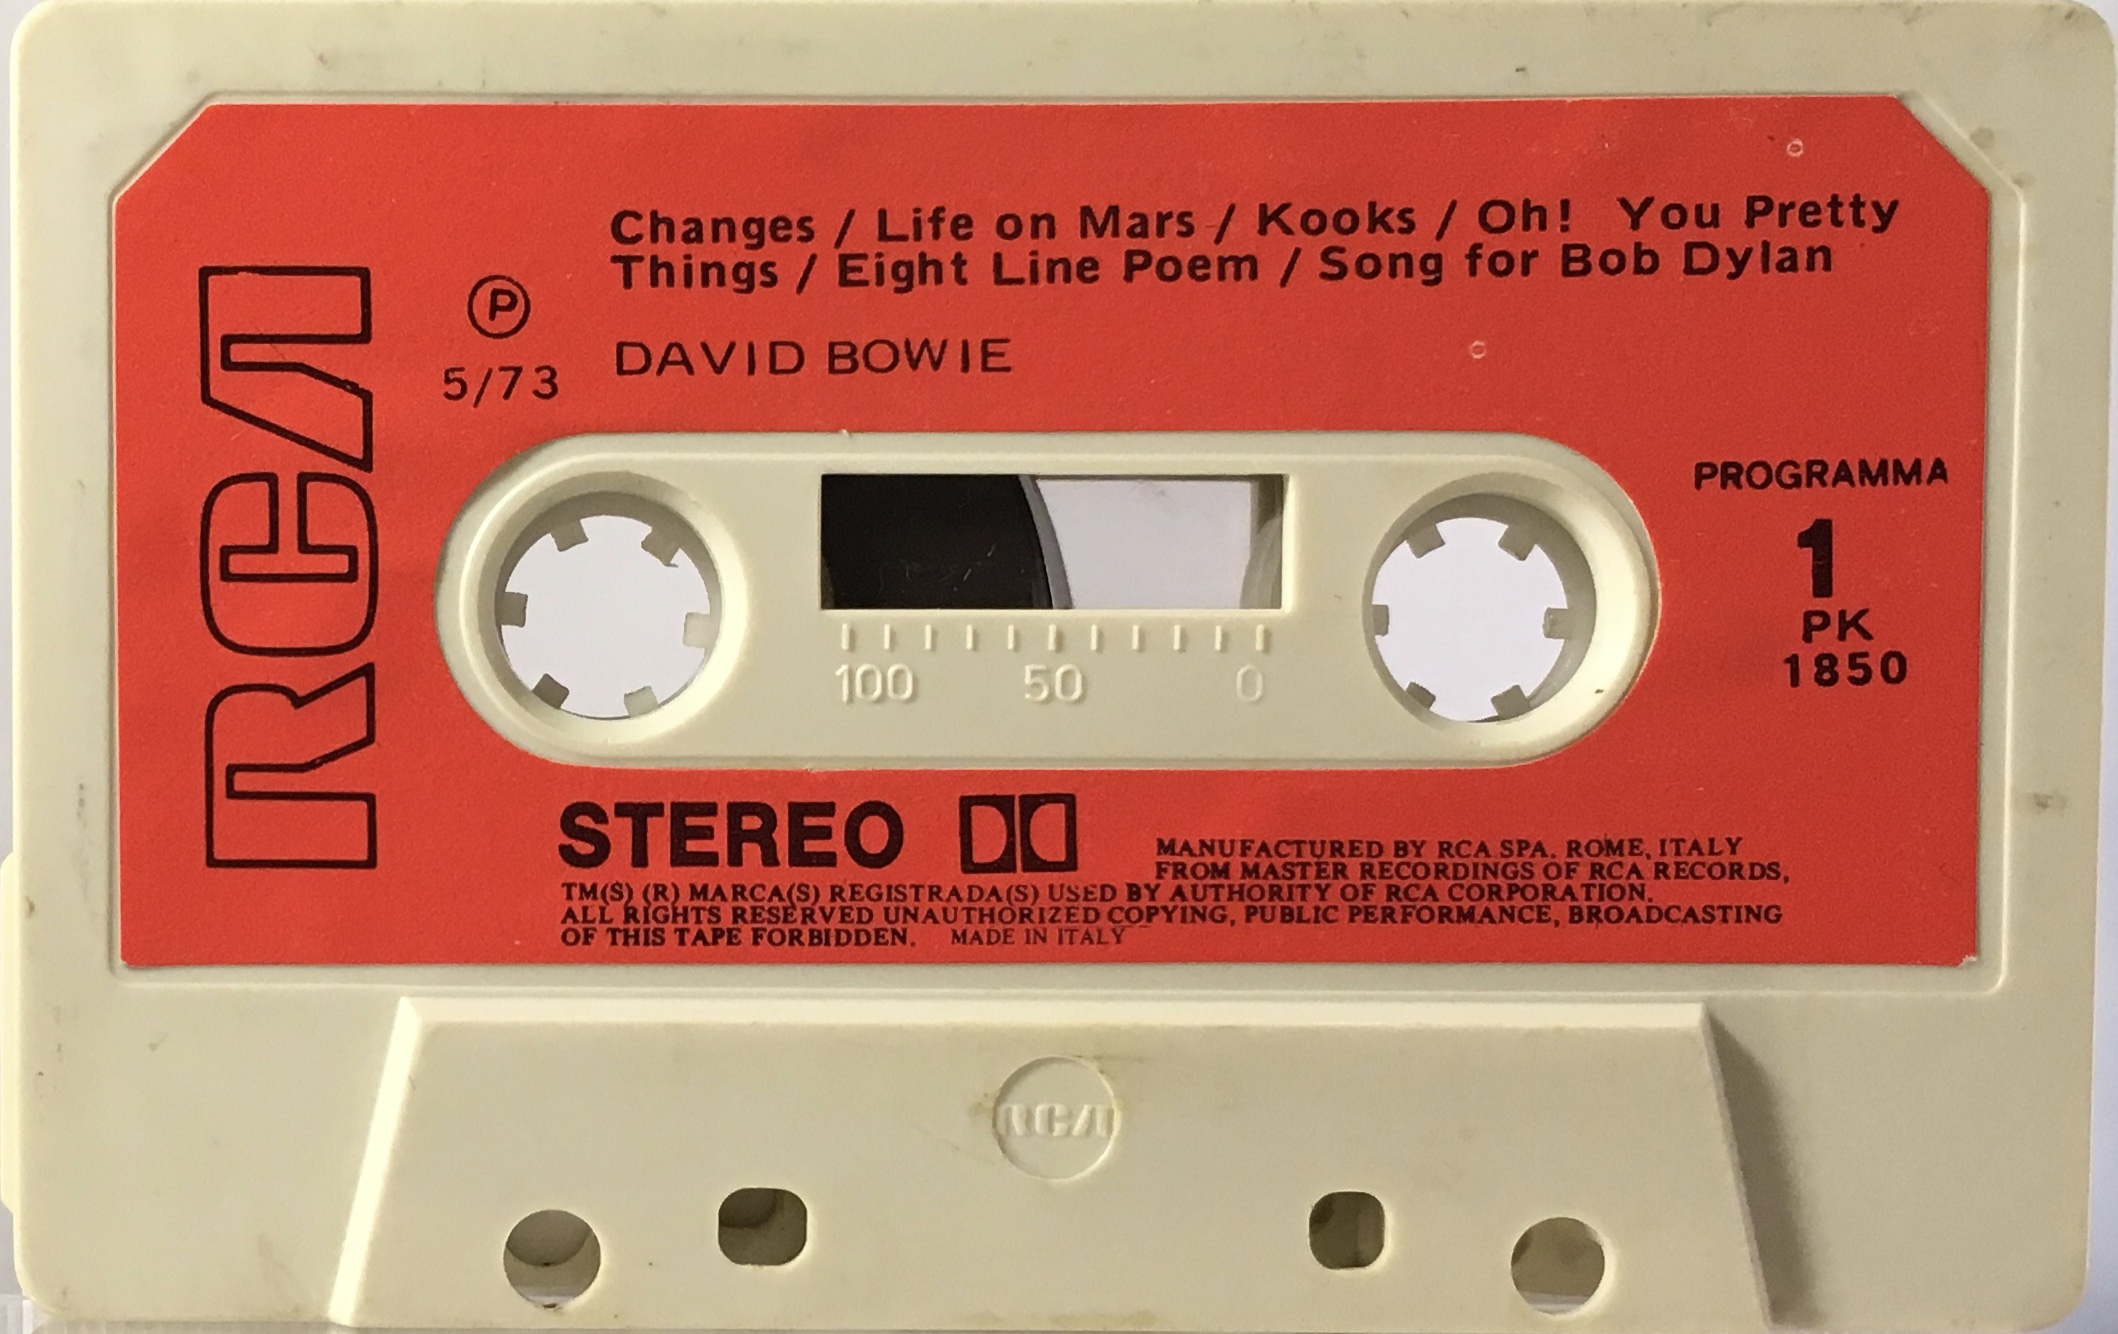 Changes / Life on Mars / Kooks / Oh! You Pretty
Things / Eight Line Poem / Song for Bob Dylan
RCA
P
5/73
DAVID BOWIE
PROGRAMMA
1
PK
1850
100 50 0
STEREO
MANUFACTURED BY RCA SPA. ROME, ITALY
FROM MASTER RECORDINGS OF RCA RECORDS,
TM(S) (R) MARCA(S) REGISTRADA(S) USED BY AUTHORITY OF RCA CORPORATION.
ALL RIGHTS RESERVED UNAUTHORIZED COPYING, PUBLIC PERFORMANCE, BROADCASTING
OF THIS TAPE FORBIDDEN. MADE IN ITALY
RCA